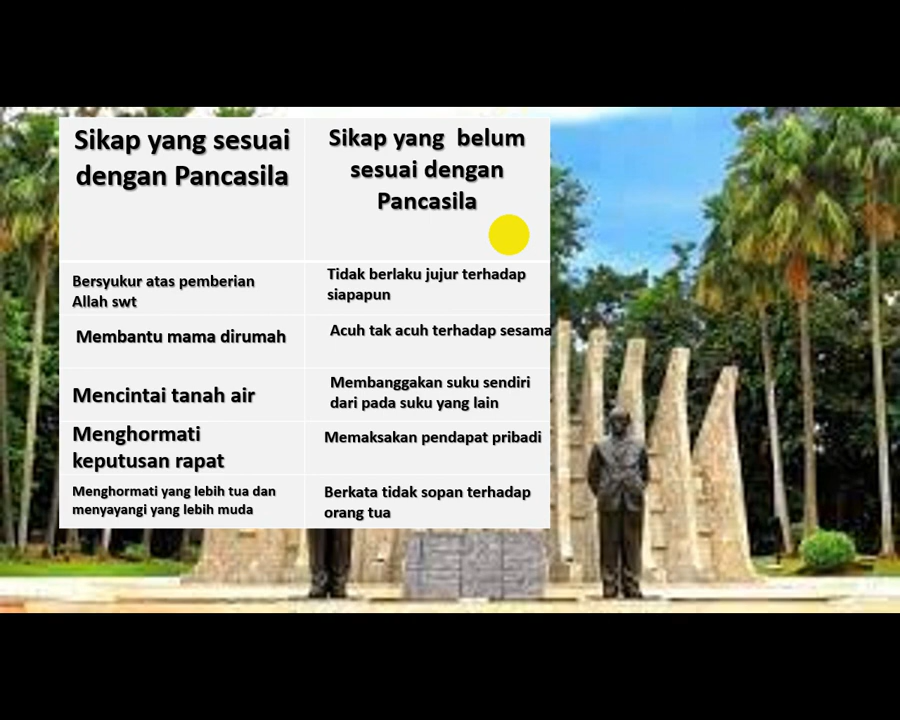 Sikap yang sesuai
dengan Pancasila
Sikap yang belum
sesuai dengan
Pancasila
Bersyukur atas pemberian
Allah swt
Tidak berlaku jujur terhadap
siapapun
Membantu mama dirumah
Acuh tak acuh terhadap sesama
Mencintai tanah air
Membanggakan suku sendiri
dari pada suku yang lain
Menghormati
keputusan rapat
Memaksakan pendapat pribadi
Menghormati yang lebih tua dan
menyayangi yang lebih muda
Berkata tidak sopan terhadap
orang tua